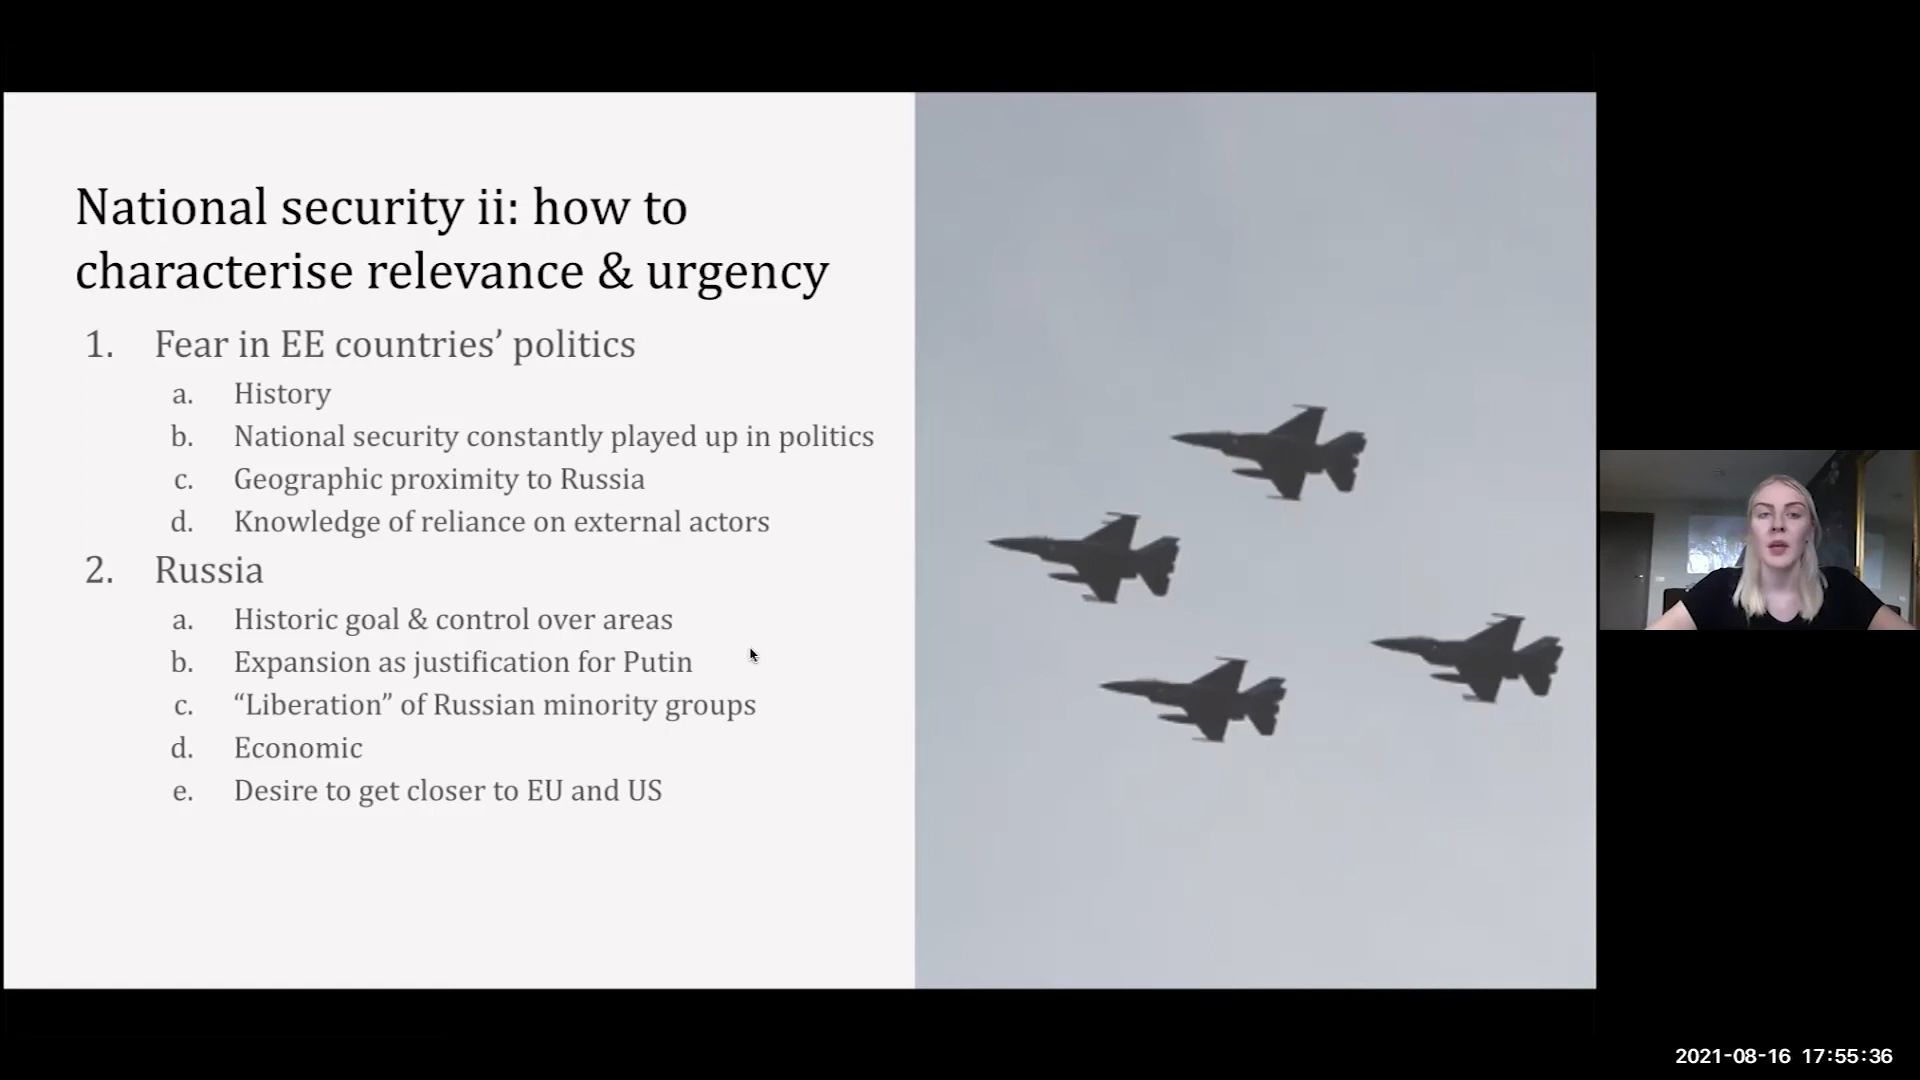 National security ii: how to
characterise relevance & urgency
1. Fear in EE countries’ politics
a. History
b. National security constantly played up in politics
c. Geographic proximity to Russia
d. Knowledge of reliance on external actors
2. Russia
a. Historic goal & control over areas
b. Expansion as justification for Putin
c. “Liberation” of Russian minority groups
d. Economic
e. Desire to get closer to EU and US
2021-08-16 17:55:36